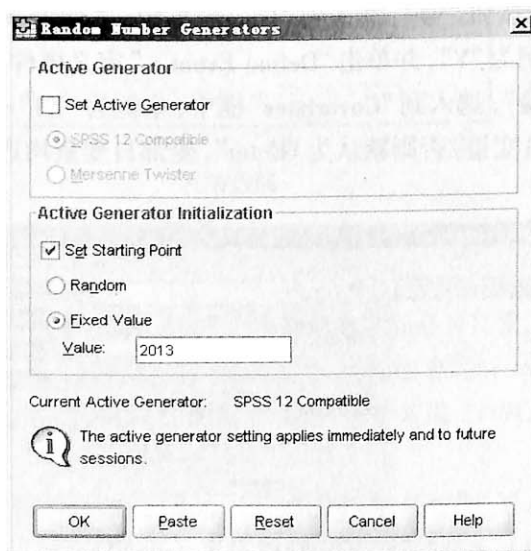 Random Number Generators
Active Generator
Set Active Generator
SPSS 12 Compatible
Mersenne Twister
Active Generator Initialization
Set Starting Point
Random
Fixed Value
Value: 2013
Current Active Generator: SPSS 12 Compatible
The active generator setting applies immediately and to future
sessions.
OK Paste Reset Cancel Help